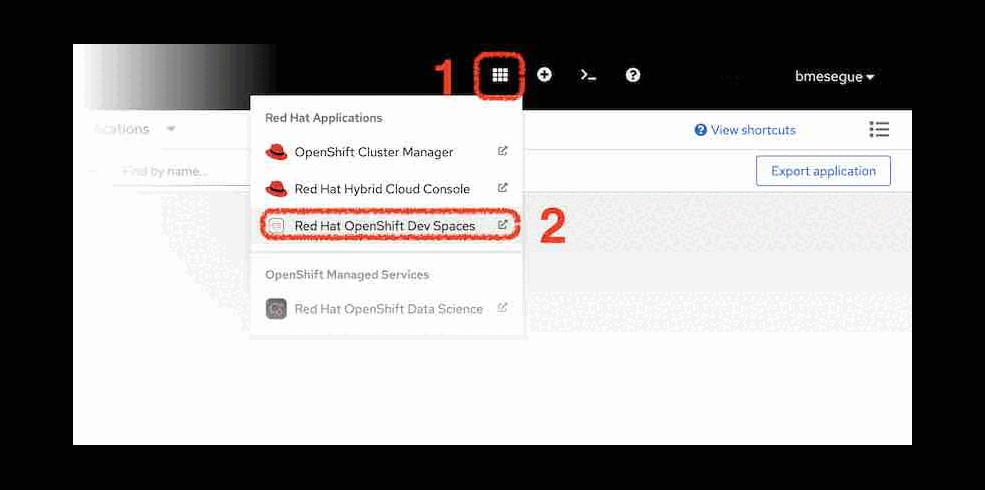 1
bmesegue
Red Hat Applications
ications
View shortcuts
OpenShift Cluster Manager
Find by name...
Export application
Red Hat Hybrid Cloud Console
Red Hat OpenShift Dev Spaces
2
OpenShift Managed Services
Red Hat OpenShift Data Science